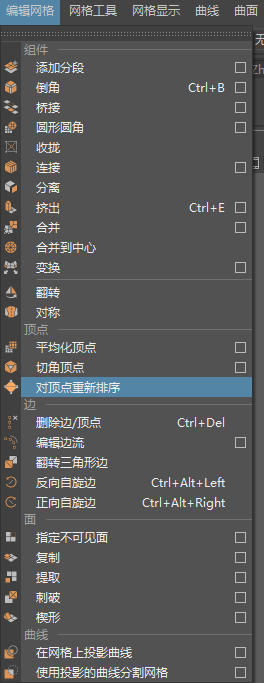 编辑网格 网格工具 网格显示 曲线 曲面
无
组件
添加分段
Zh
倒角 Ctrl+B
桥接
圆形圆角
收拢
连接
分离
挤出 Ctrl+E
合并
合并到中心
变换
翻转
对称
顶点
平均化顶点
切角顶点
对顶点重新排序
边
删除边/顶点 Ctrl+Del
编辑边流
翻转三角形边
反向自旋边 Ctrl+Alt+Left
正向自旋边 Ctrl+Alt+Right
面
指定不可见面
复制
提取
刺破
楔形
曲线
在网格上投影曲线
使用投影的曲线分割网格